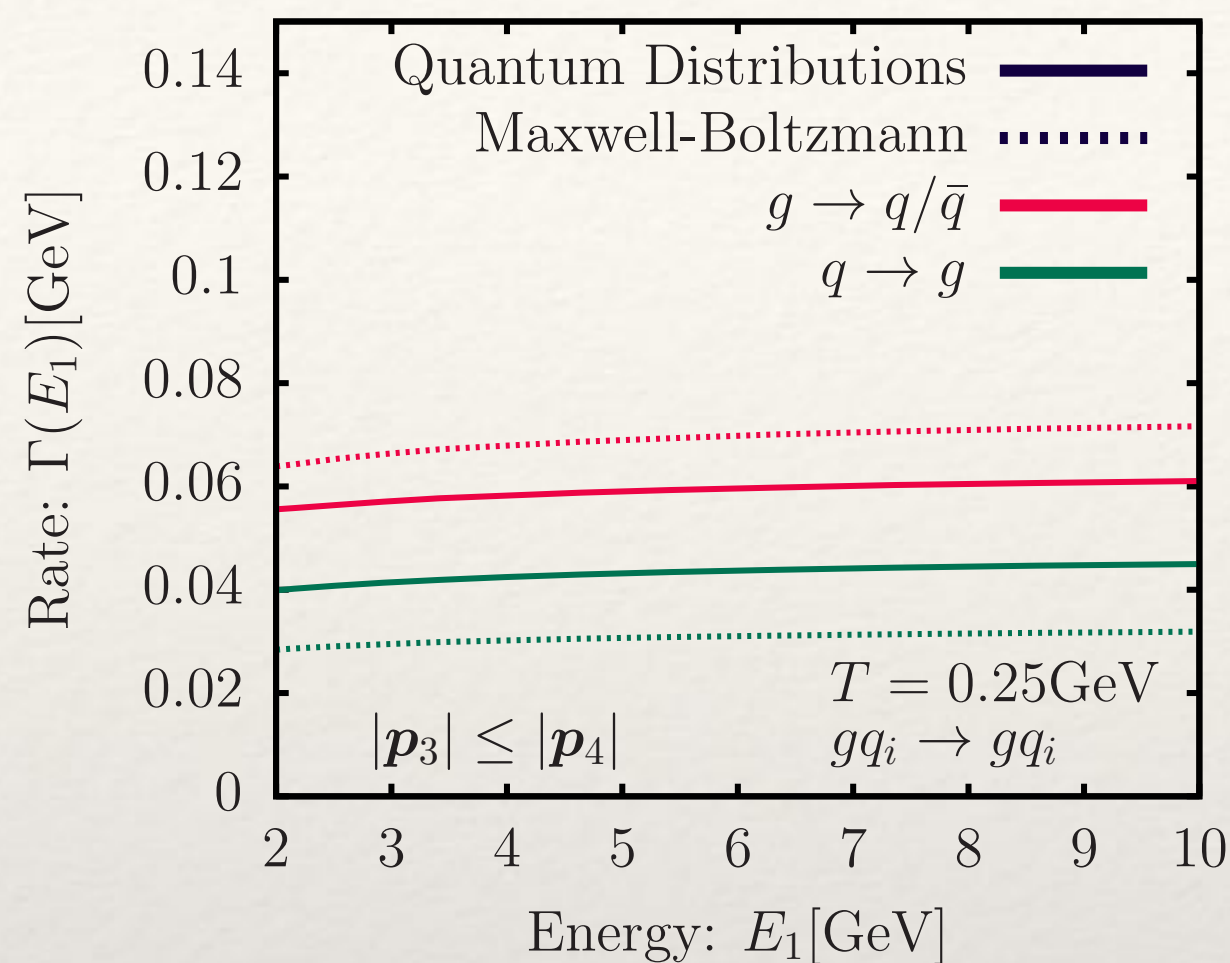 Rate: Γ(E₁)[GeV]
0.14
0.12
0.1
0.08
0.06
0.04
0.02
0
Quantum Distributions
Maxwell-Boltzmann
g → q/q̄
q → g
T = 0.25GeV
|p₃| ≤ |p₄|
gqᵢ → gqᵢ
2 3 4 5 6 7 8 9 10
Energy: E₁[GeV]